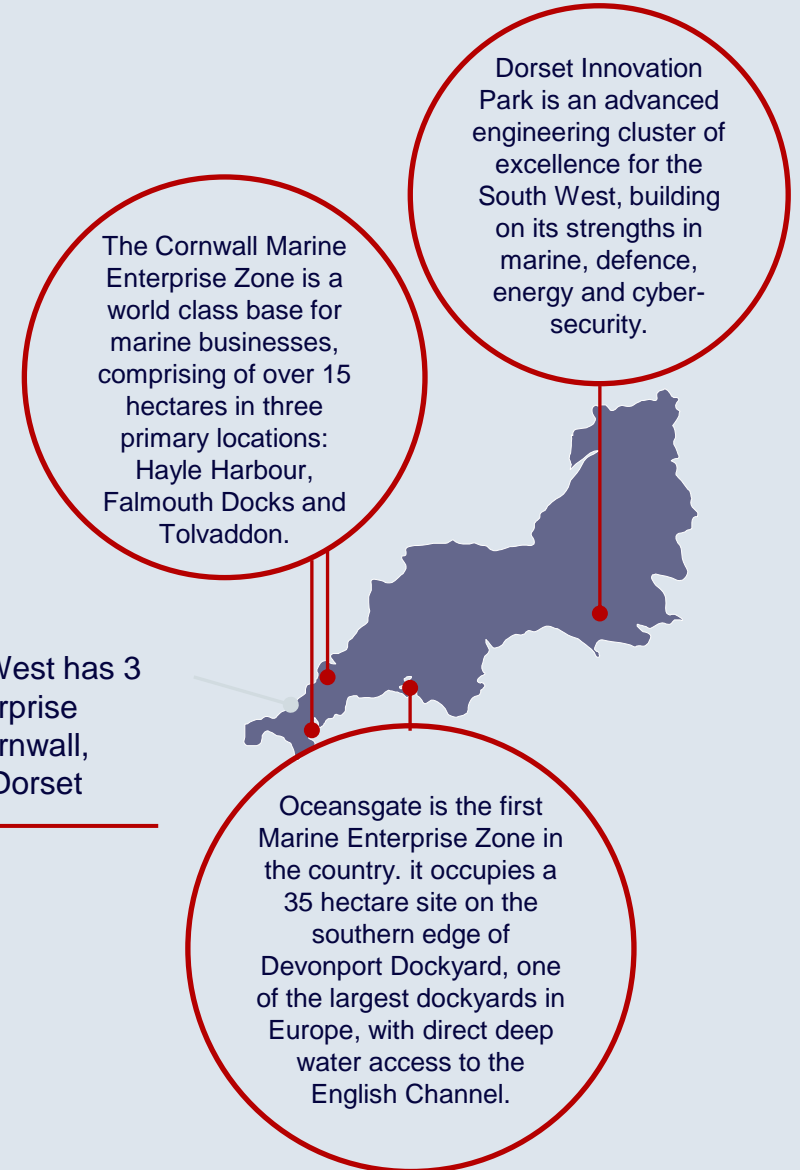 Dorset Innovation
Park is an advanced
engineering cluster of
excellence for the
South West, building
on its strengths in
marine, defence,
energy and cyber-
security.
The Cornwall Marine
Enterprise Zone is a
world class base for
marine businesses,
comprising of over 15
hectares in three
primary locations:
Hayle Harbour,
Falmouth Docks and
Tolvaddon.
West has 3
rprise
rnwall,
Dorset
Oceansgate is the first
Marine Enterprise Zone in
the country. it occupies a
35 hectare site on the
southern edge of
Devonport Dockyard, one
of the largest dockyards in
Europe, with direct deep
water access to the
English Channel.